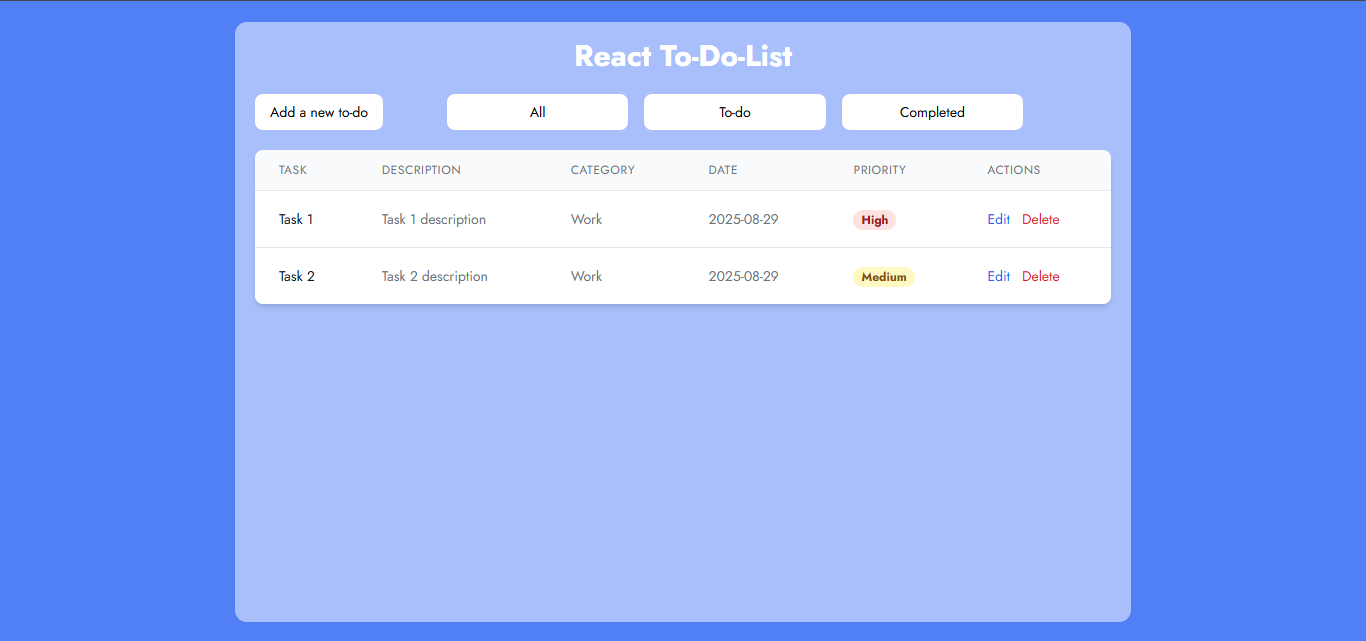 React To-Do-List
Add a new to-do All To-do Completed
TASK DESCRIPTION CATEGORY DATE PRIORITY ACTIONS
Task 1 Task 1 description Work 2025-08-29 High Edit Delete
Task 2 Task 2 description Work 2025-08-29 Medium Edit Delete